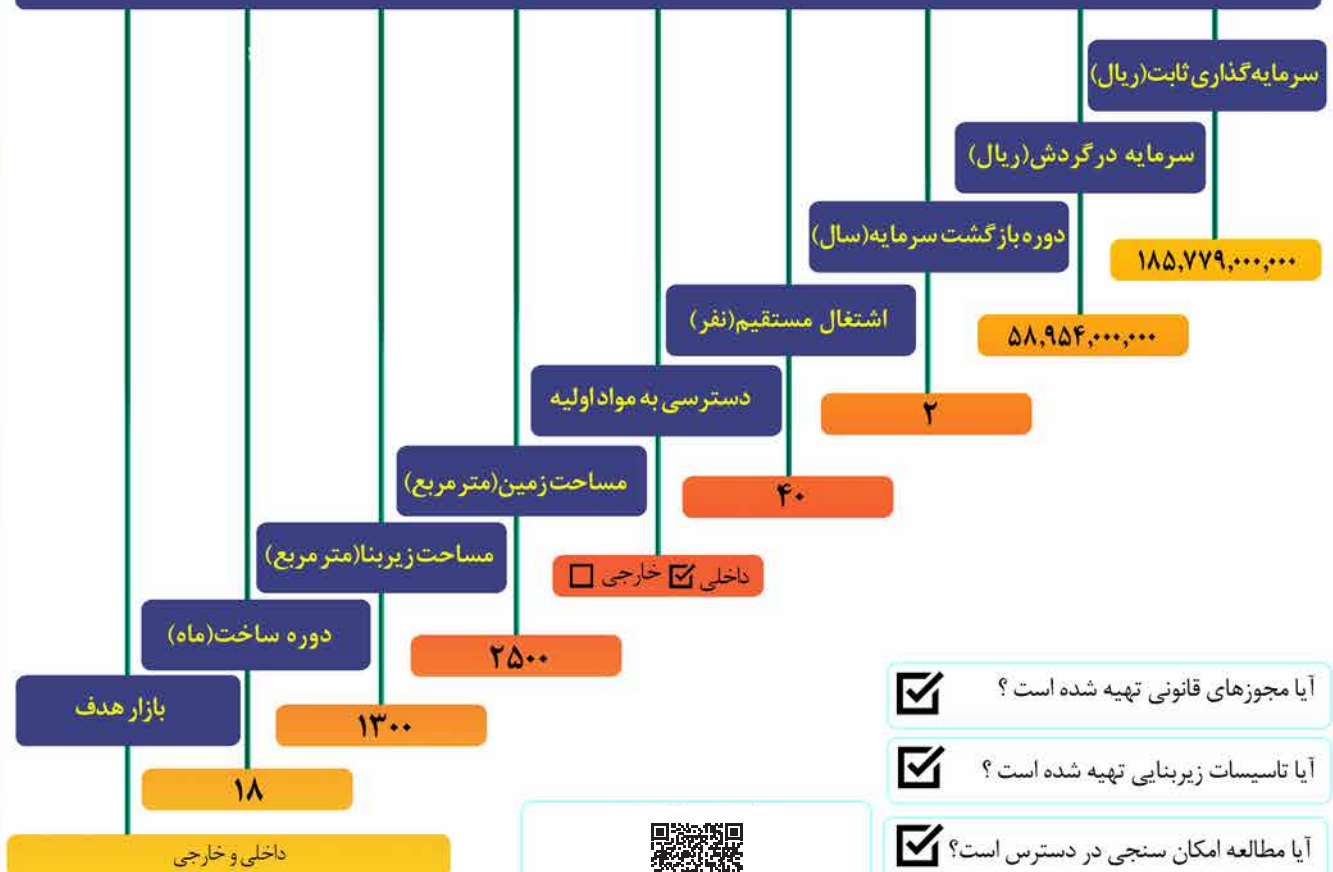 سرمایه‌گذاری ثابت(ریال)
۱۸۵,۷۷۹,۰۰۰,۰۰۰
سرمایه در گردش(ریال)
۵۸,۹۵۴,۰۰۰,۰۰۰
دوره بازگشت سرمایه(سال)
۲
اشتغال مستقیم(نفر)
۴۰
دسترسی به مواد اولیه
داخلی ☑ خارجی ☐
مساحت زمین(متر مربع)
۲۵۰۰
مساحت زیربنا(متر مربع)
۱۳۰۰
دوره ساخت(ماه)
۱۸
بازار هدف
داخلی و خارجی
آیا مجوزهای قانونی تهیه شده است ؟ ☑
آیا تاسیسات زیربنایی تهیه شده است ؟ ☑
آیا مطالعه امکان سنجی در دسترس است؟ ☑